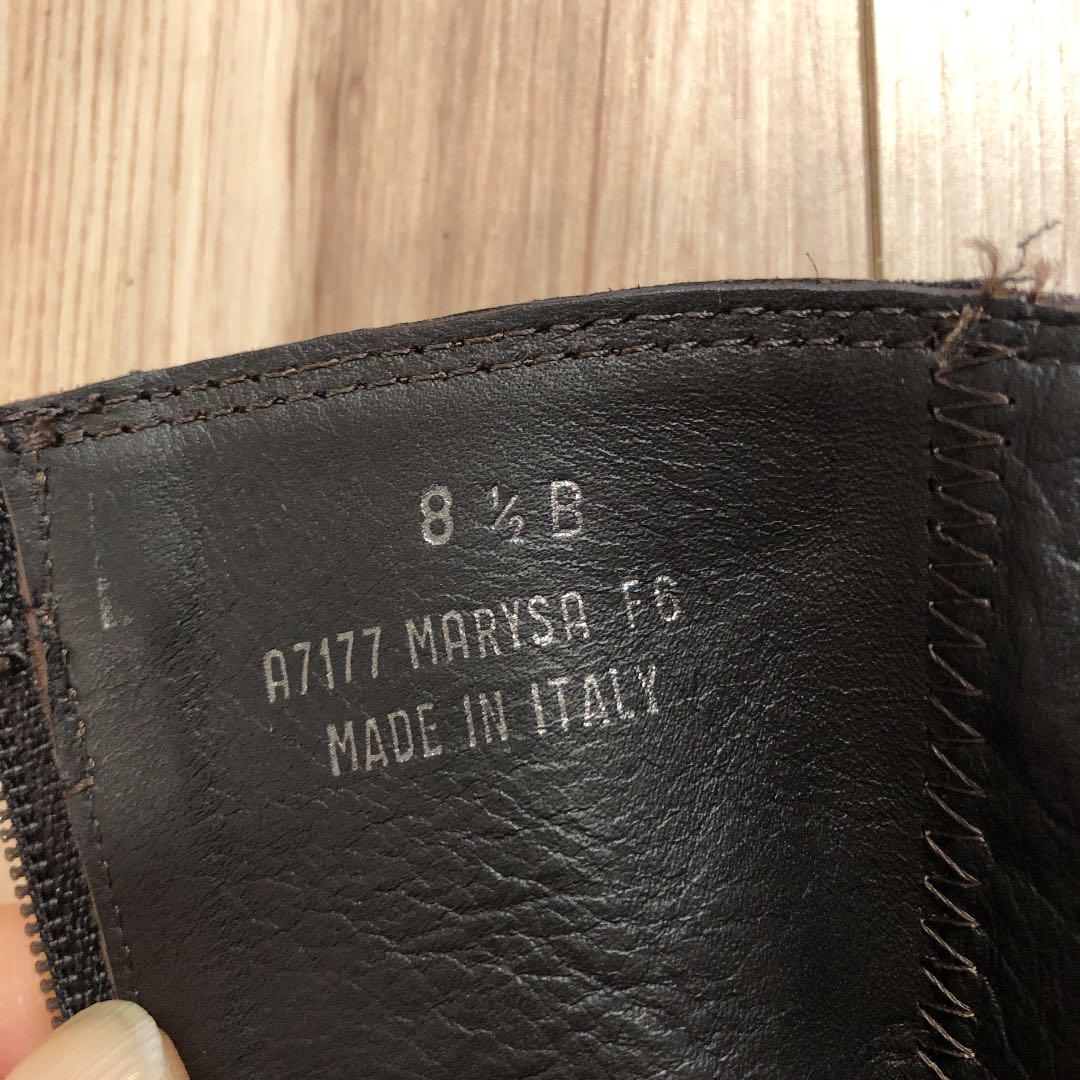 8 ½ B
A7177 MARYSA FG
MADE IN ITALY